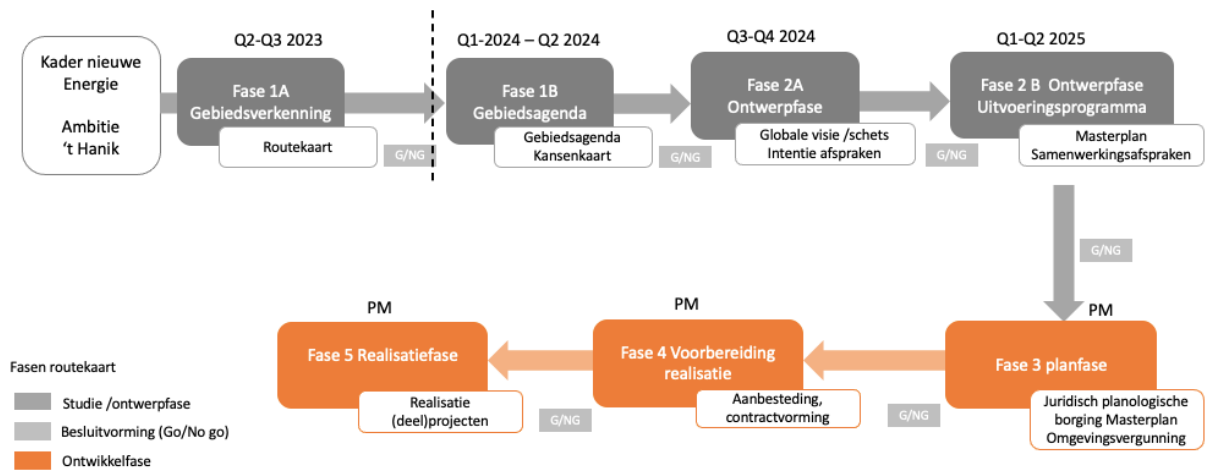 Kader nieuwe
Energie
Ambitie
‘t Hanik
Q2-Q3 2023
Fase 1A
Gebiedsverkenning
Routekaart
G/NG
Q1-2024 – Q2 2024
Fase 1B
Gebiedsagenda
Gebiedsagenda
Kansenkaart
G/NG
Q3-Q4 2024
Fase 2A
Ontwerpfase
Globale visie /schets
Intentie afspraken
G/NG
Q1-Q2 2025
Fase 2 B  Ontwerpfase
Uitvoeringsprogramma
Masterplan
Samenwerkingsafspraken
G/NG
PM
Fase 3 planfase
Juridisch planologische
borging Masterplan
Omgevingsvergunning
G/NG
PM
Fase 4 Voorbereiding
realisatie
Aanbesteding,
contractvorming
G/NG
PM
Fase 5 Realisatiefase
Realisatie
(deel)projecten
Fasen routekaart
Studie /ontwerpfase
Besluitvorming (Go/No go)
Ontwikkelfase